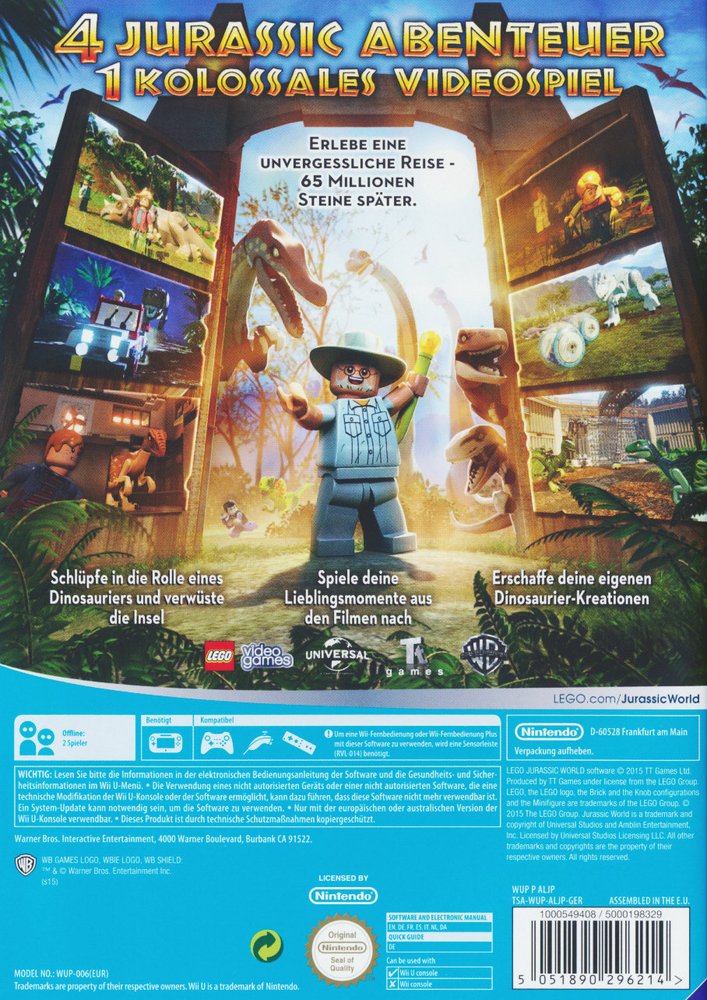 4 JURASSIC ABENTEUER
1 KOLOSSALES VIDEOSPIEL
ERLEBE EINE
UNVERGESSLICHE REISE -
65 MILLIONEN
STEINE SPÄTER.
Schlüpfe in die Rolle eines
Dinosauriers und verwüste
die Insel
Spiele deine
Lieblingsmomente aus
den Filmen nach
Erschaffe deine eigenen
Dinosaurier-Kreationen
LEGO
video
games
UNIVERSAL
TT
games
WB
LEGO.com/JurassicWorld
Offline:
2 Spieler
Benötigt
Kompatibel
Um eine Wii-Fernbedienung oder Wii-Fernbedienung Plus
mit dieser Software zu verwenden, wird eine Sensorleiste
(RVL-014) benötigt.
Nintendo
D-60528 Frankfurt am Main
Verpackung aufheben.
WICHTIG: Lesen Sie bitte die Informationen in der elektronischen Bedienungsanleitung der Software und die Gesundheits- und Sicher-
heitsinformationen im Wii U-Menü. • Die Verwendung eines nicht autorisierten Geräts oder einer nicht autorisierten Software, die eine
technische Modifikation der Wii U-Konsole oder der Software ermöglicht, kann dazu führen, dass diese Software nicht mehr verwendbar ist.
Ein System-Update kann notwendig sein, um die Software zu verwenden. • Nur mit der europäischen oder australischen Version der
Wii U-Konsole verwendbar. • Dieses Produkt ist durch technische Schutzmaßnahmen kopiergeschützt.
LEGO JURASSIC WORLD software © 2015 TT Games Ltd.
Produced by TT Games under license from the LEGO Group.
LEGO, the LEGO logo, the Brick and the Knob configurations
and the Minifigure are trademarks of the LEGO Group. ©
2015 The LEGO Group. Jurassic World is a trademark and
copyright of Universal Studios and Amblin Entertainment,
Inc. Licensed by Universal Studios Licensing LLC. All other
trademarks and copyrights are the property of their
respective owners. All rights reserved.
Warner Bros. Interactive Entertainment, 4000 Warner Boulevard, Burbank CA 91522.
WB
WB GAMES LOGO, WBIE LOGO, WB SHIELD:
™ & © Warner Bros. Entertainment Inc.
(s15)
LICENSED BY
Nintendo
Original
Nintendo
Seal of
Quality
SOFTWARE AND ELECTRONIC MANUAL
EN, DE, FR, ES, IT, NL, DA
QUICK GUIDE
DE
Can be used with
Wii U console
Wii console
WUP P ALJP
TSA-WUP-ALJP-GER
ASSEMBLED IN THE E.U.
1000549408 / 5000198329
5 051890 296214 >
MODEL NO.: WUP-006(EUR)
Trademarks are property of their respective owners. Wii U is a trademark of Nintendo.